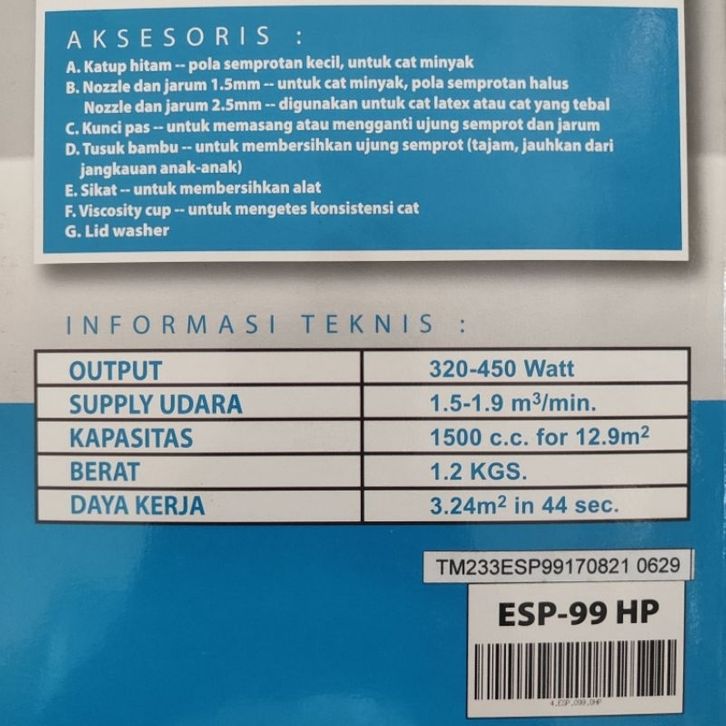 AKSESORIS :
A. Katup hitam -- pola semprotan kecil, untuk cat minyak
B. Nozzle dan jarum 1.5mm -- untuk cat minyak, pola semprotan halus
Nozzle dan jarum 2.5mm -- digunakan untuk cat latex atau cat yang tebal
C. Kunci pas -- untuk memasang atau mengganti ujung semprot dan jarum
D. Tusuk bambu -- untuk membersihkan ujung semprot (tajam, jauhkan dari
jangkauan anak-anak)
E. Sikat -- untuk membersihkan alat
F. Viscosity cup -- untuk mengetes konsistensi cat
G. Lid washer
INFORMASI TEKNIS :
OUTPUT 320-450 Watt
SUPPLY UDARA 1.5-1.9 m³/min.
KAPASITAS 1500 c.c. for 12.9m²
BERAT 1.2 KGS.
DAYA KERJA 3.24m² in 44 sec.
TM233ESP99170821 0629
ESP-99 HP
4.ESP.099.0HP